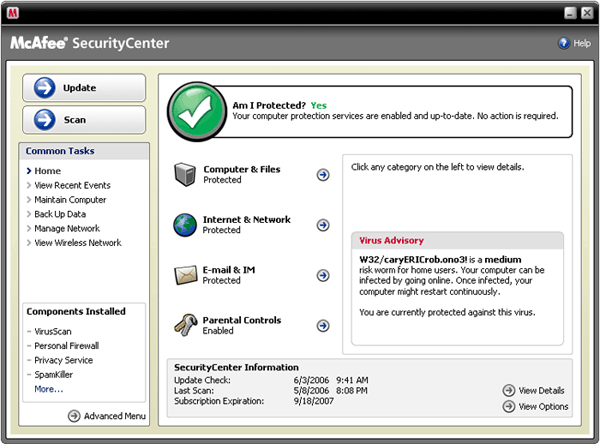 McAfee® SecurityCenter
Help
Update
Scan
Common Tasks
Home
View Recent Events
Maintain Computer
Back Up Data
Manage Network
View Wireless Network
Components Installed
- VirusScan
- Personal Firewall
- Privacy Service
- SpamKiller
More...
Advanced Menu
Am I Protected? Yes
Your computer protection services are enabled and up-to-date. No action is required.
Computer & Files
Protected
Internet & Network
Protected
E-mail & IM
Protected
Parental Controls
Enabled
Click any category on the left to view details.
Virus Advisory
W32/caryERICrob.ono3! is a medium
risk worm for home users. Your computer can be
infected by going online. Once infected, your
computer might restart continuously.
You are currently protected against this virus.
SecurityCenter Information
Update Check: 6/3/2006 9:41 AM
Last Scan: 5/8/2006 8:08 PM
Subscription Expiration: 9/18/2007
View Details
View Options